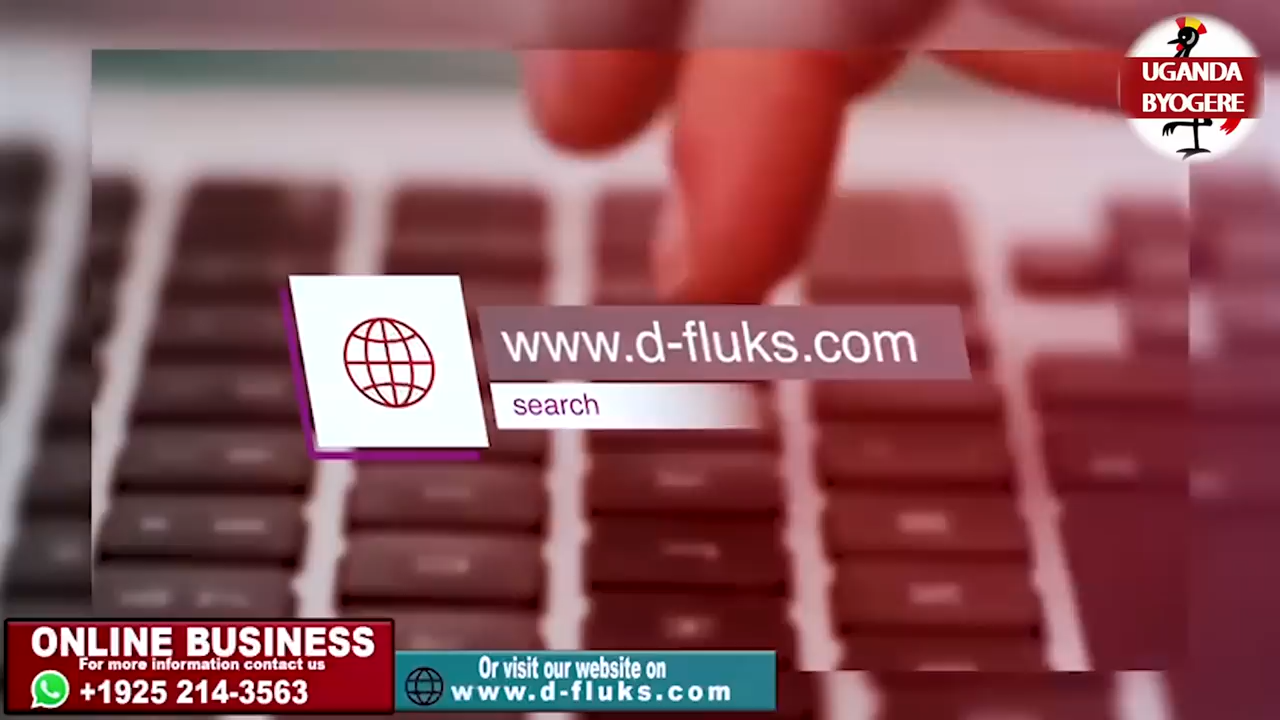 UGANDA
BYOGERE
www.d-fluks.com
search
ONLINE BUSINESS
For more information contact us
+1925 214-3563
Or visit our website on
www.d-fluks.com